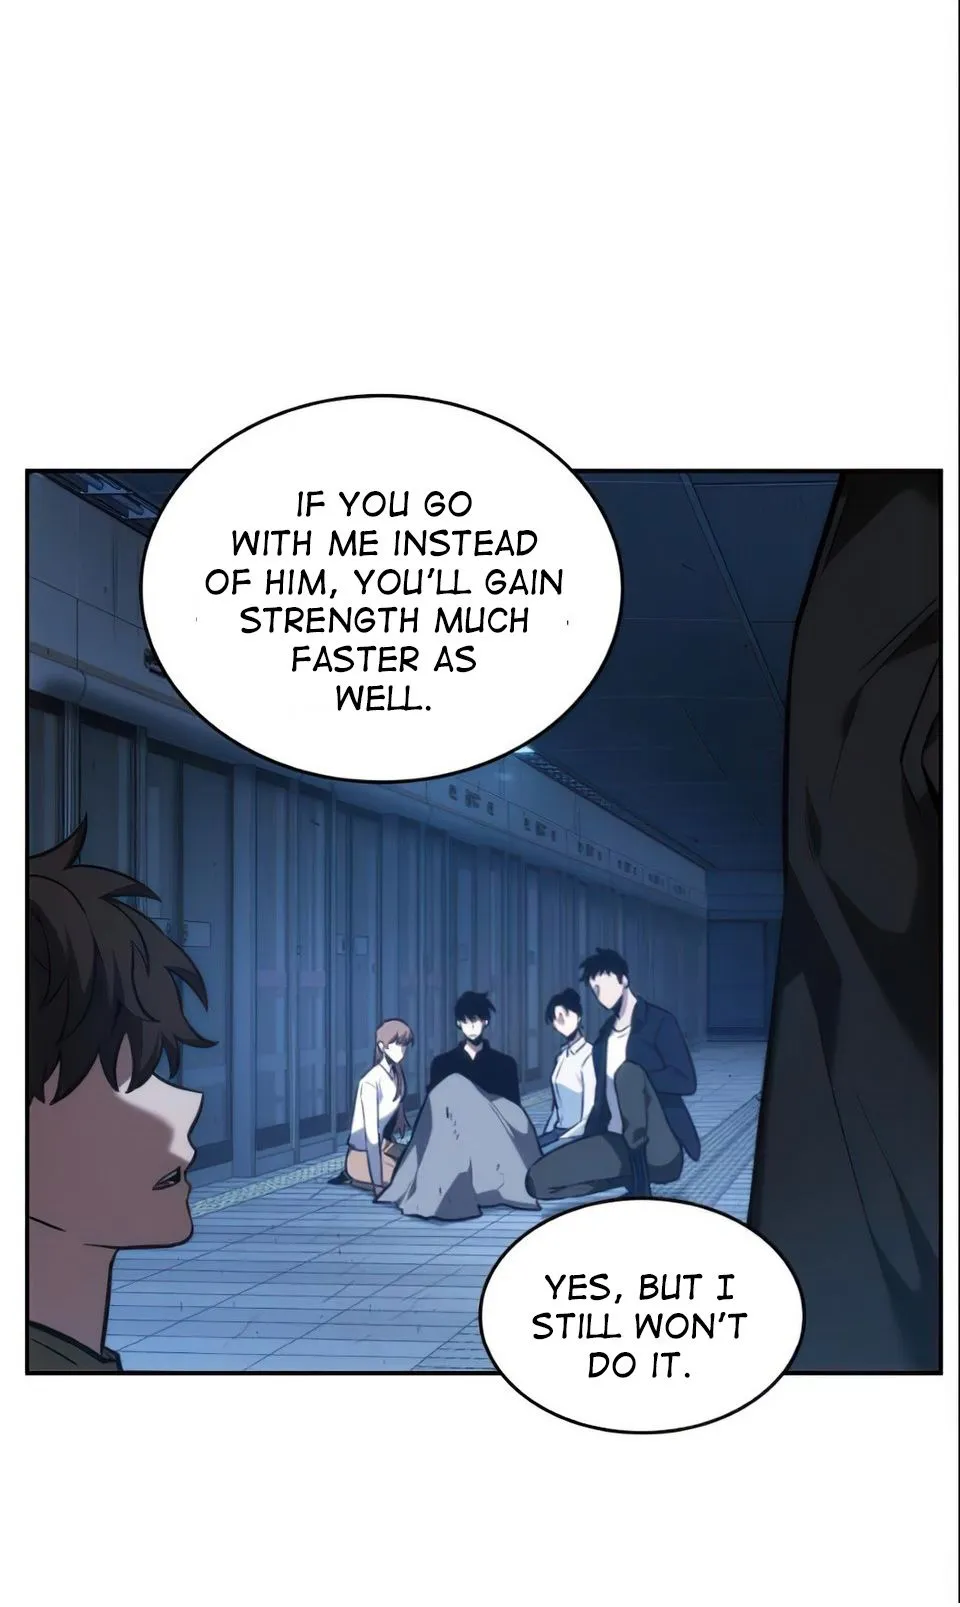 IF YOU GO
WITH ME INSTEAD
OF HIM, YOU'LL GAIN
STRENGTH MUCH
FASTER AS
WELL.
YES, BUT I
STILL WON'T
DO IT.